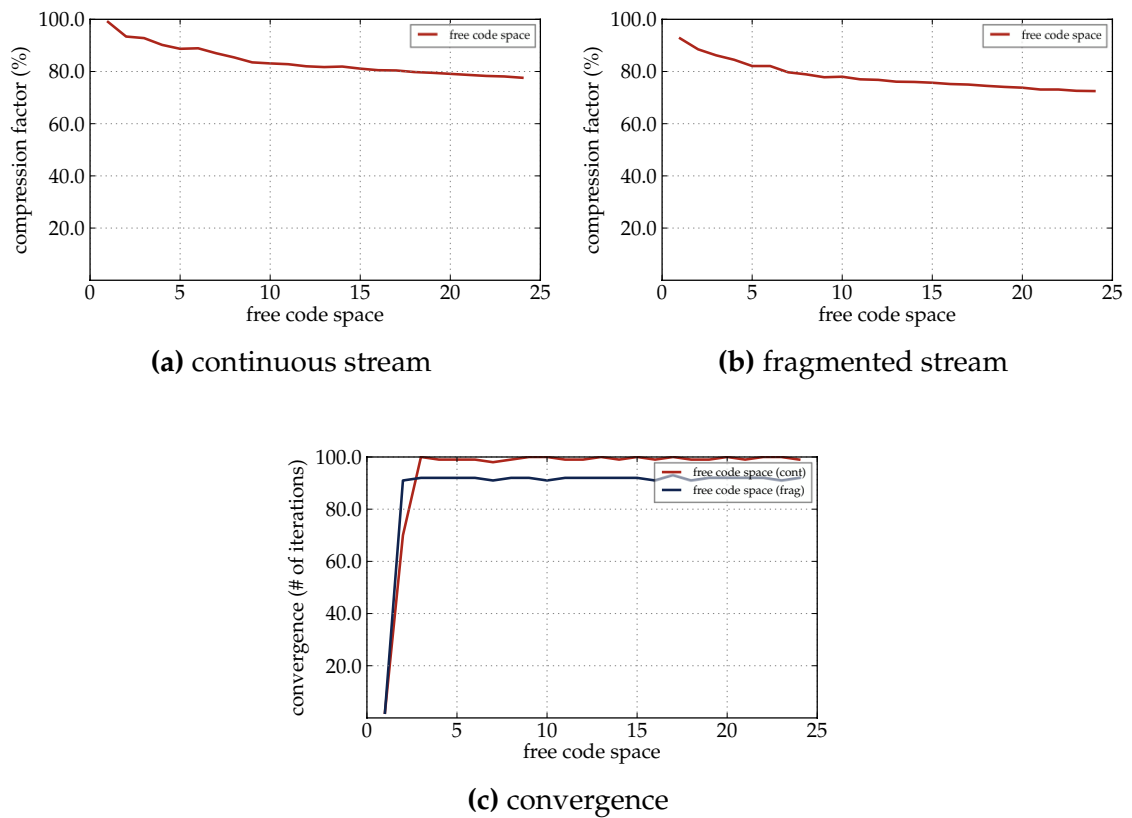 100.0
80.0
60.0
40.0
20.0
compression factor (%)
free code space
0 5 10 15 20 25
free code space
(a) continuous stream
100.0
80.0
60.0
40.0
20.0
compression factor (%)
free code space
0 5 10 15 20 25
free code space
(b) fragmented stream
100.0
80.0
60.0
40.0
20.0
convergence (# of iterations)
free code space (cont)
free code space (frag)
0 5 10 15 20 25
free code space
(c) convergence